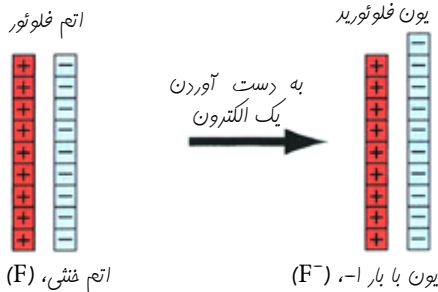 اتم فلوئور
یون فلوئورید
به دست آوردن
یک الکترون
اتم خنثی، (F)
یون با بار ۱−، (F⁻)